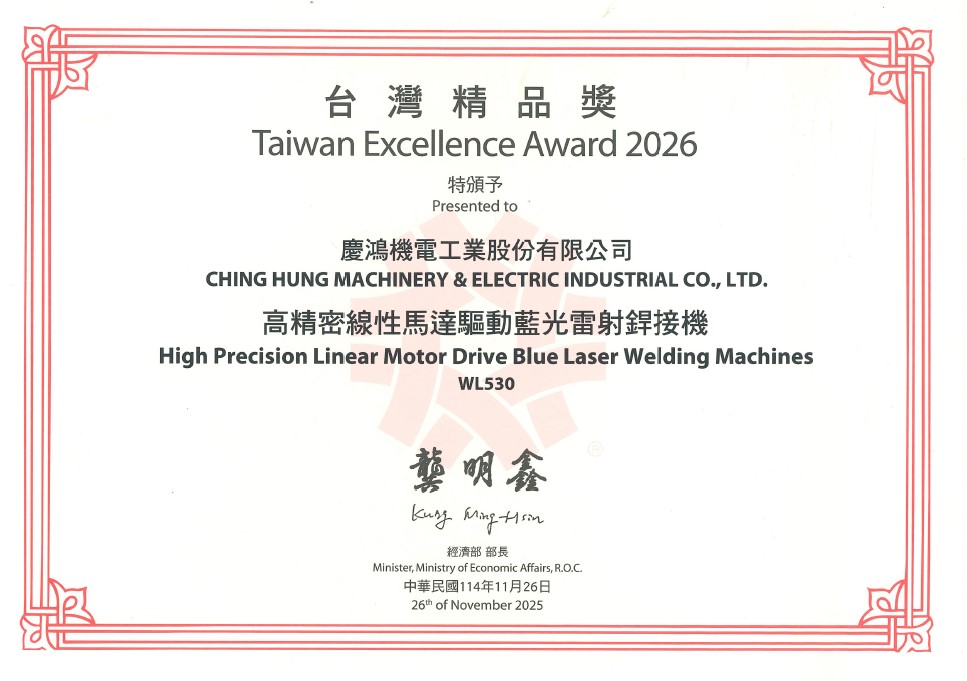 台灣精品獎
Taiwan Excellence Award 2026
特頒予
Presented to
慶鴻機電工業股份有限公司
CHING HUNG MACHINERY & ELECTRIC INDUSTRIAL CO., LTD.
高精密線性馬達驅動藍光雷射銲接機
High Precision Linear Motor Drive Blue Laser Welding Machines
WL530
®
龔明鑫
Kung Ming-Hsin
經濟部 部長
Minister, Ministry of Economic Affairs, R.O.C.
中華民國114年11月26日
26th of November 2025